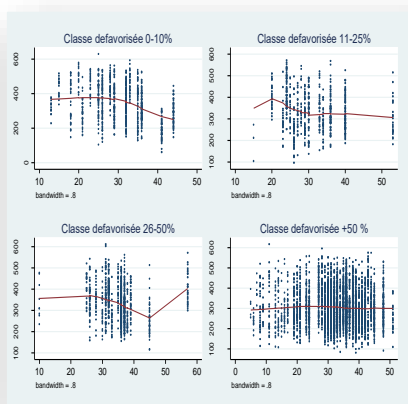 Classe defavorisée 0-10%
600
400
200
0
10 20 30 40 50
bandwidth = .8
Classe defavorisée 11-25%
600
500
400
300
200
100
10 20 30 40 50
bandwidth = .8
Classe defavorisée 26-50%
600
500
400
300
200
100
10 20 30 40 50 60
bandwidth = .8
Classe defavorisée +50 %
600
500
400
300
200
100
0 10 20 30 40 50
bandwidth = .8